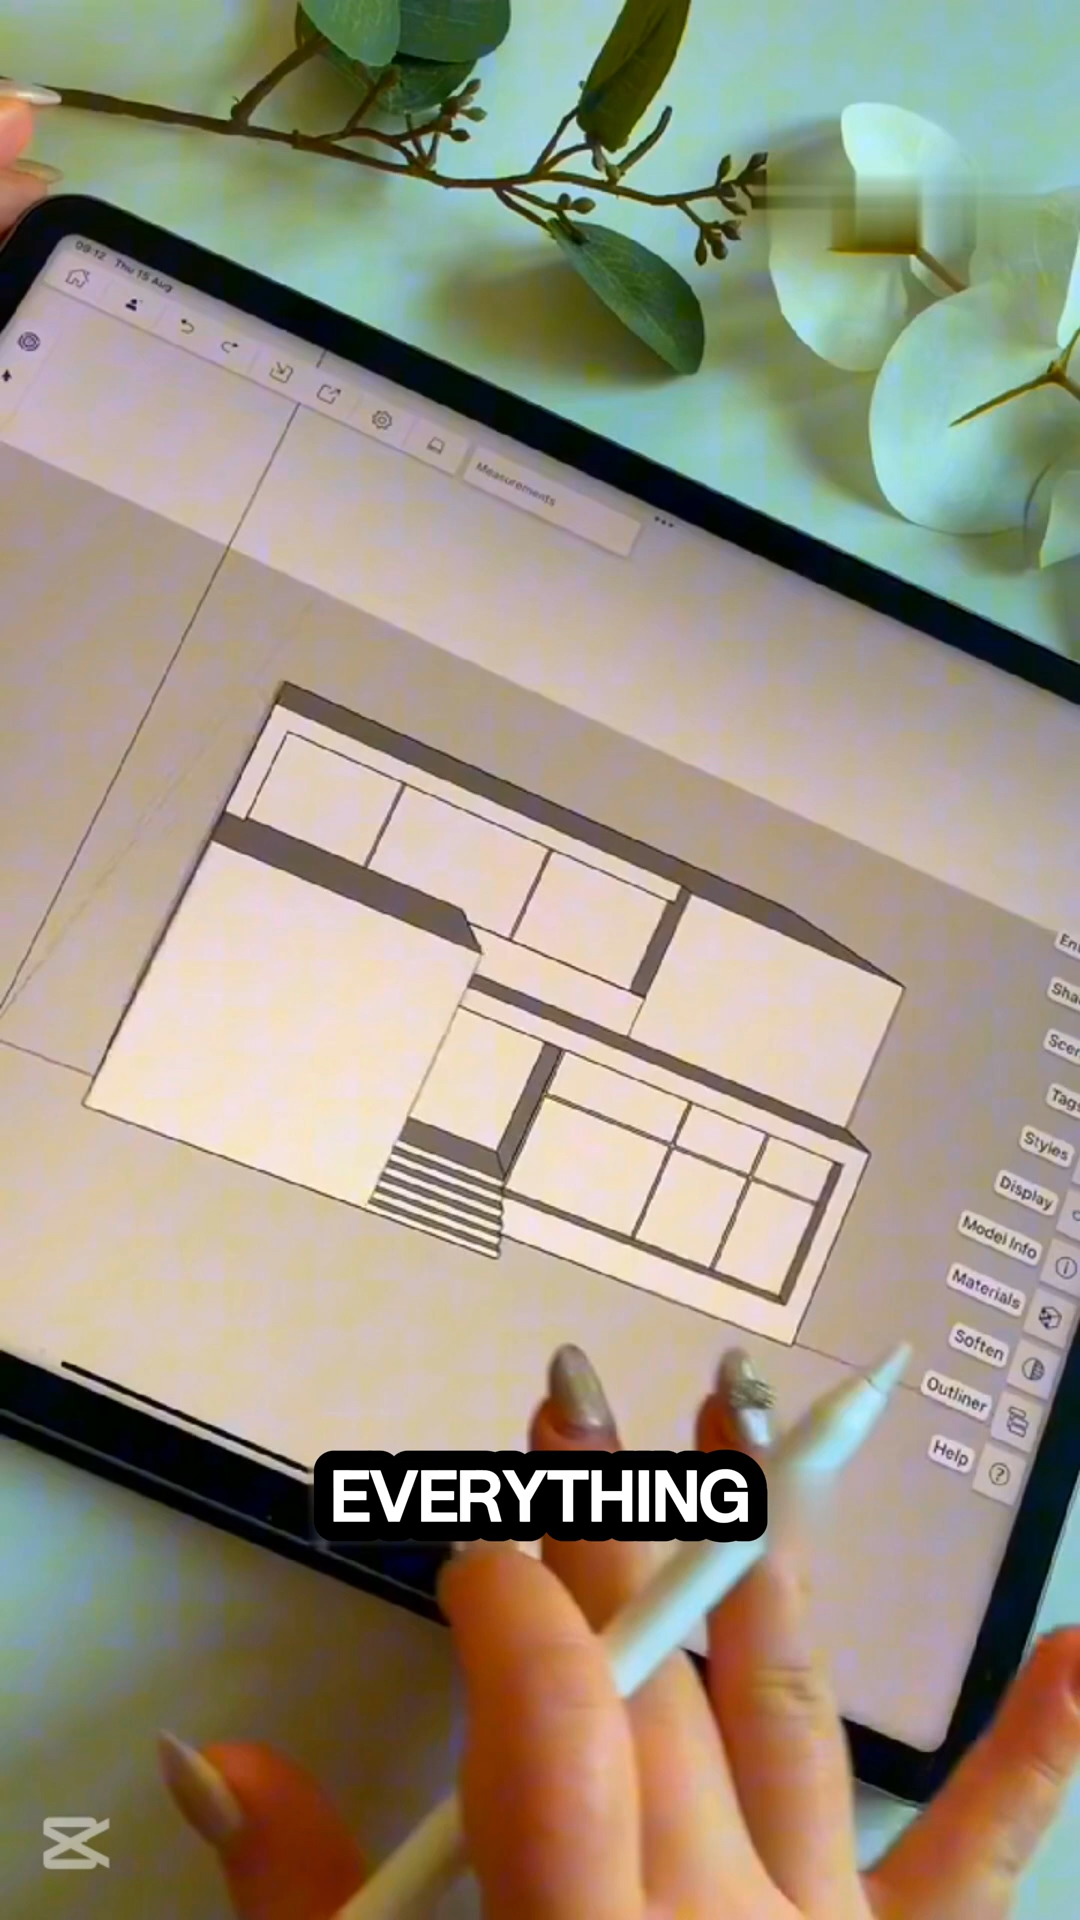 09:12 Thu 15 Aug
Measurements
Styles
Display
Model Info
Materials
Soften
Outliner
Help
EVERYTHING